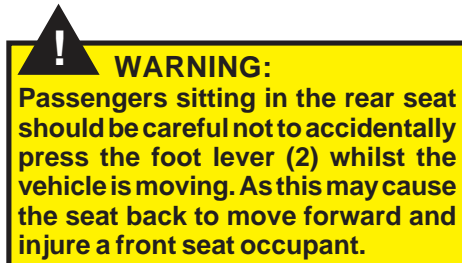 !
WARNING:
Passengers sitting in the rear seat
should be careful not to accidentally
press the foot lever (2) whilst the
vehicle is moving. As this may cause
the seat back to move forward and
injure a front seat occupant.